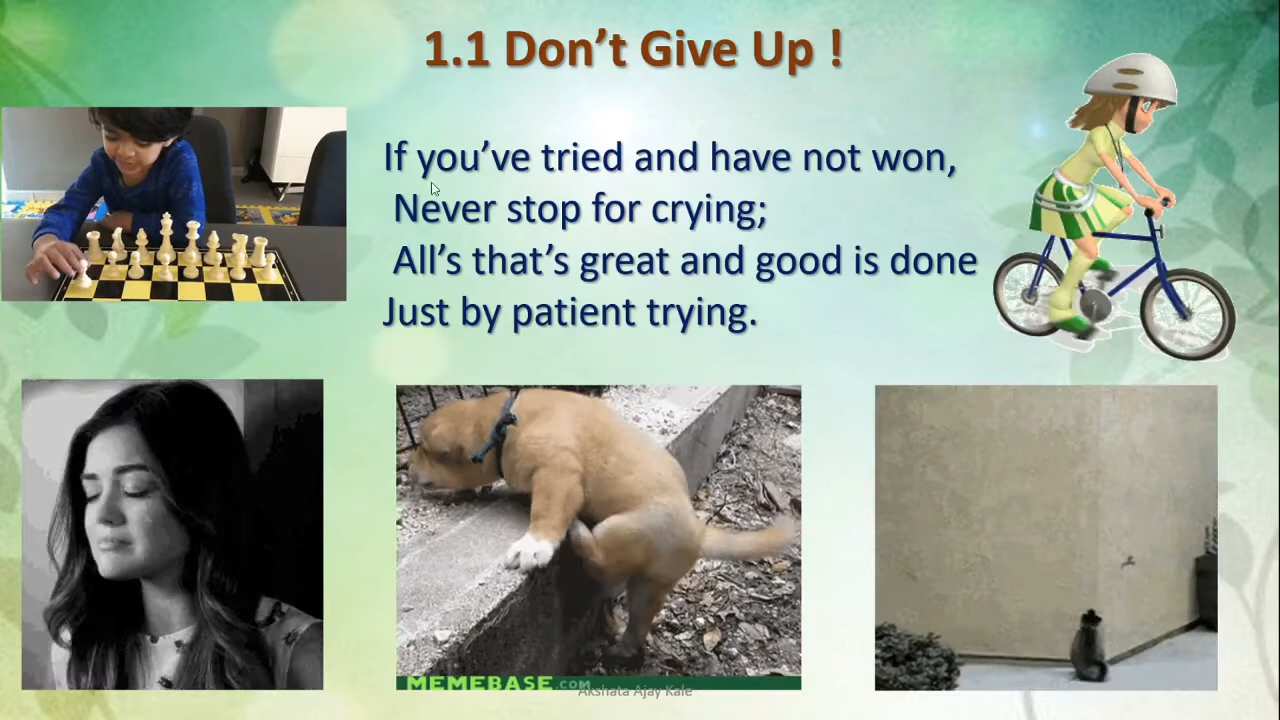 1.1 Don’t Give Up !
If you’ve tried and have not won,
Never stop for crying;
All’s that’s great and good is done
Just by patient trying.
MEMEBASE.COM
Akshata Ajay Kale